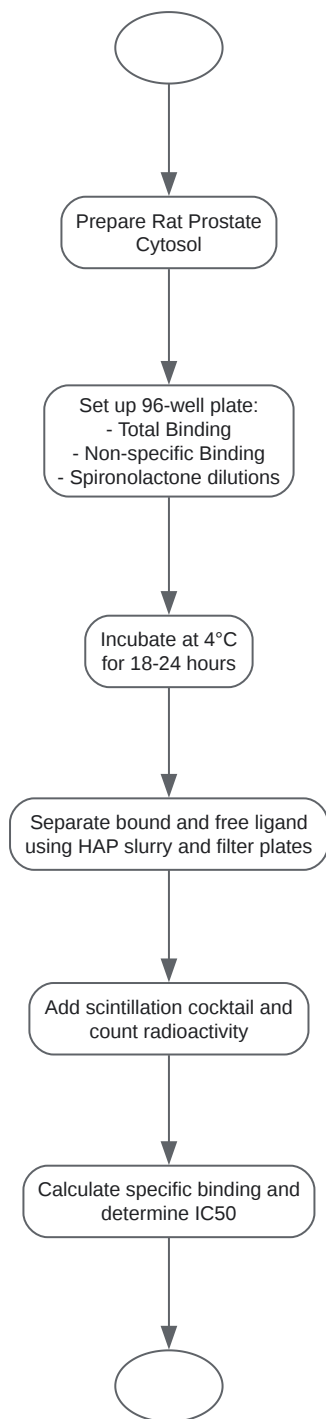 Prepare Rat Prostate
Cytosol
Set up 96-well plate:
- Total Binding
- Non-specific Binding
- Spironolactone dilutions
Incubate at 4°C
for 18-24 hours
Separate bound and free ligand
using HAP slurry and filter plates
Add scintillation cocktail and
count radioactivity
Calculate specific binding and
determine IC50